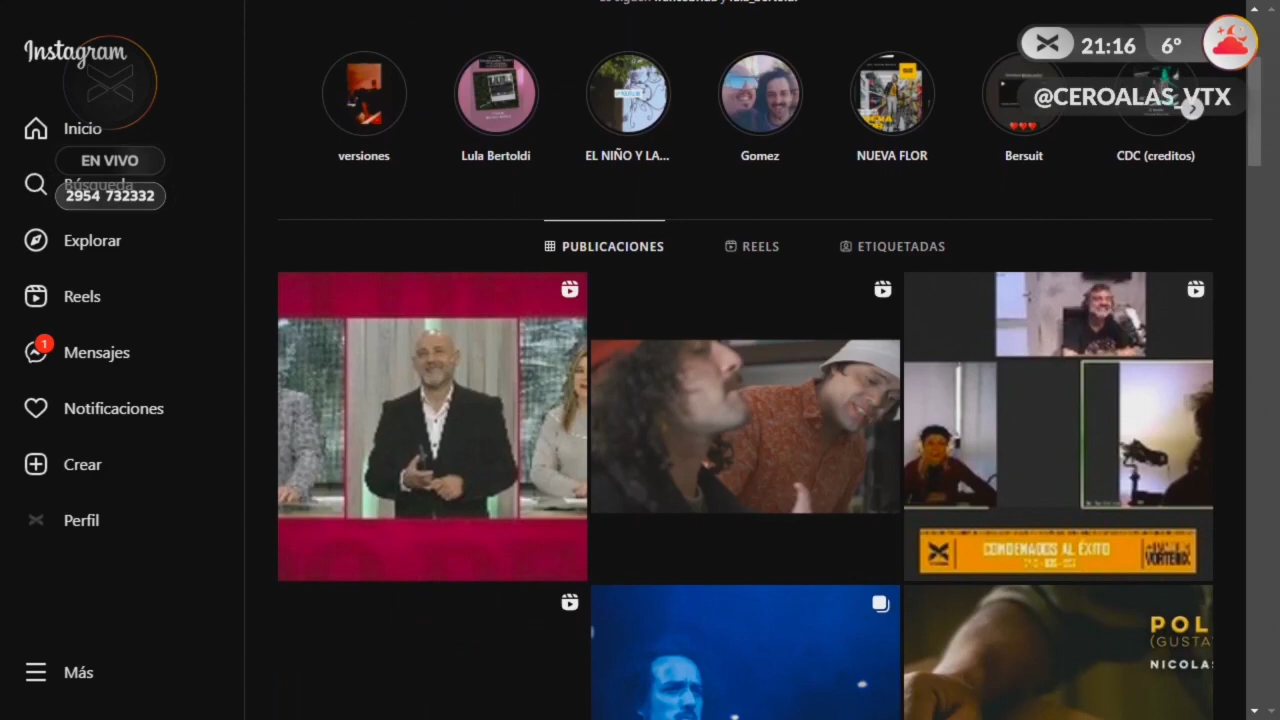 Instagram
21:16
6°
@CEROALAS_VTX
Inicio
EN VIVO
Búsqueda
2954 732332
Explorar
Reels
1
Mensajes
Notificaciones
Crear
Perfil
Más
versiones
Lula Bertoldi
EL NIÑO Y LA...
Gomez
NUEVA FLOR
Bersuit
CDC (creditos)
PUBLICACIONES
REELS
ETIQUETADAS
CONDENADOS AL ÉXITO
VORTERIX
POL
(GUSTA
NICOLAS